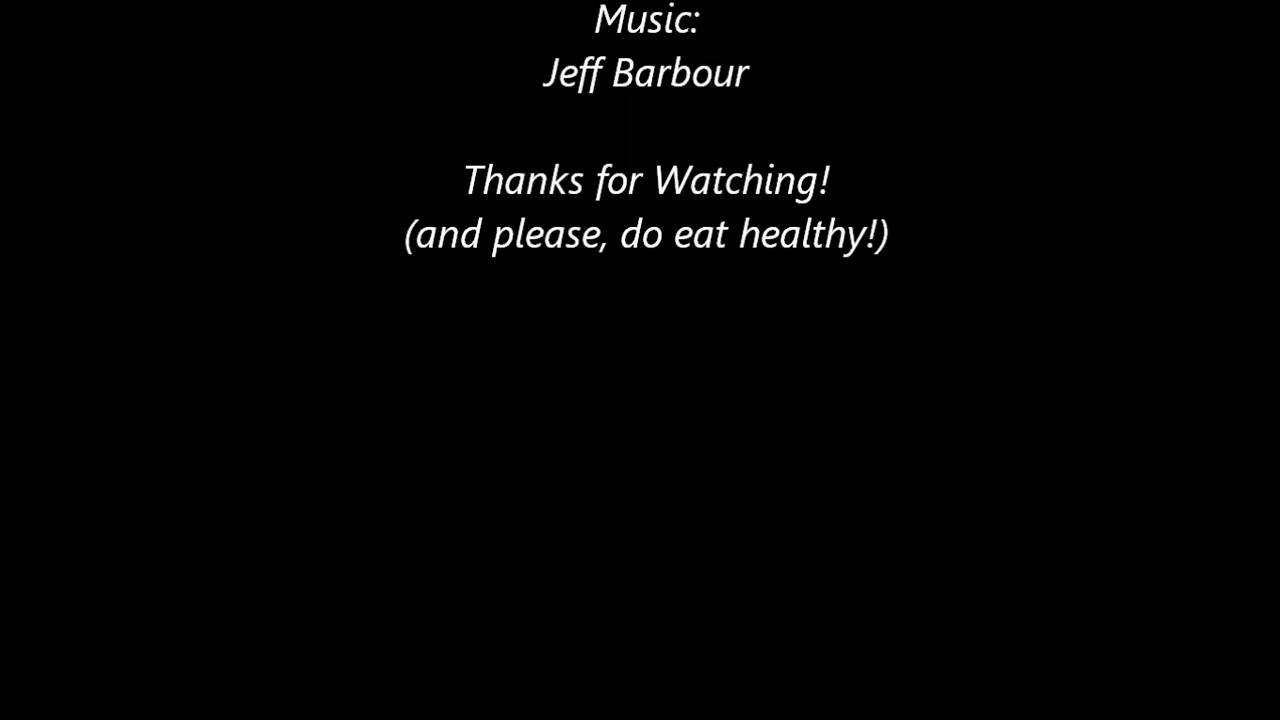 Music:
Jeff Barbour
Thanks for Watching!
(and please, do eat healthy!)